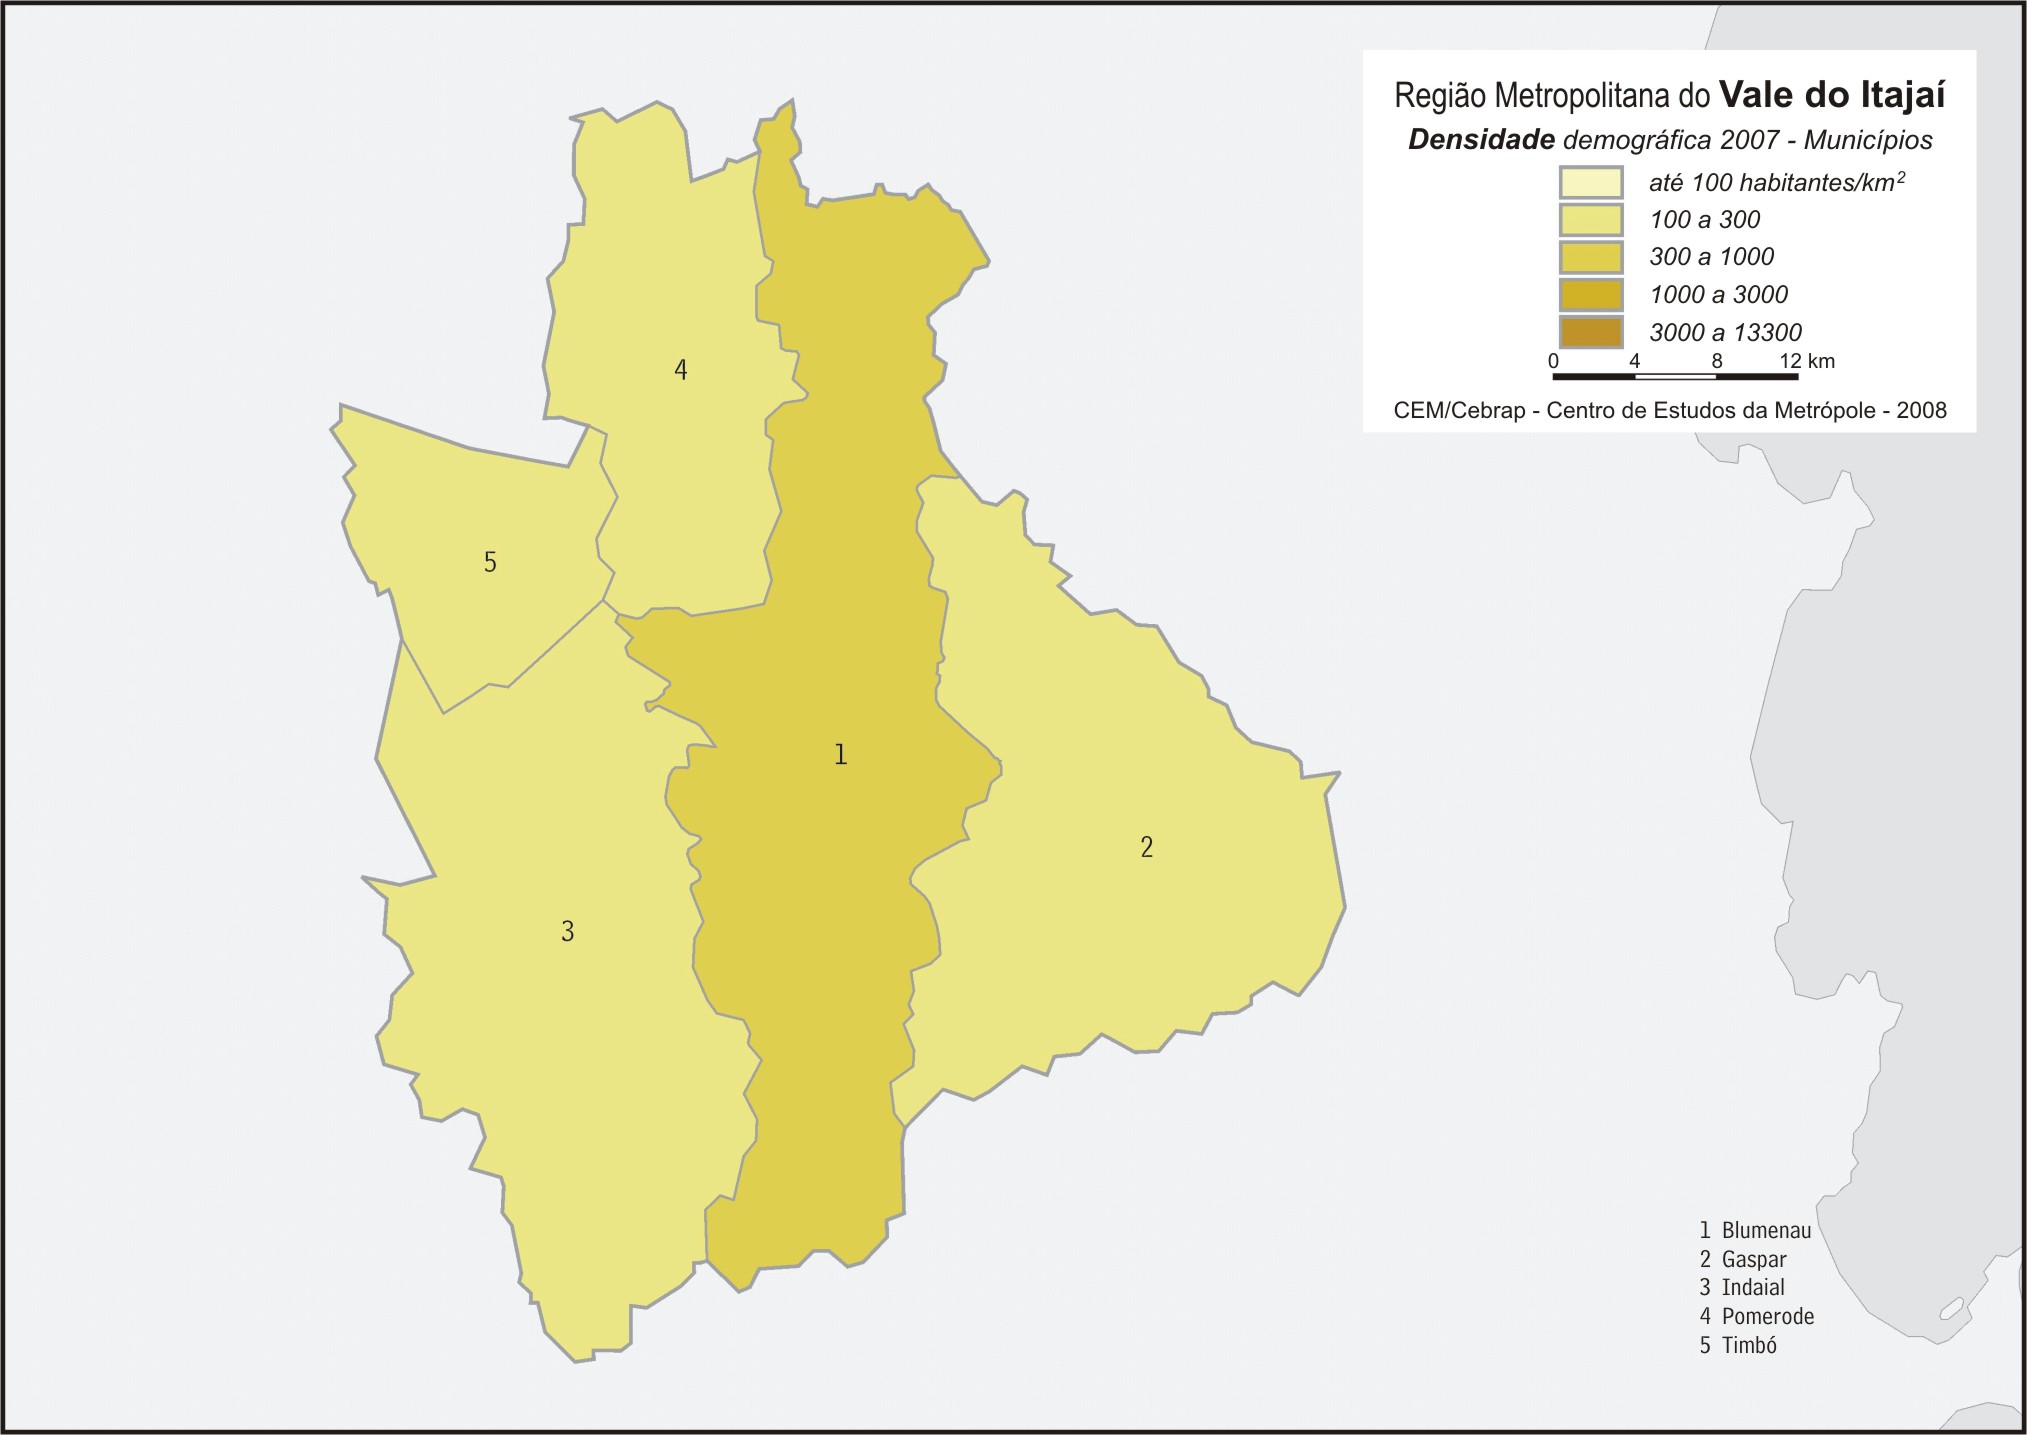 Região Metropolitana do Vale do Itajaí
Densidade demográfica 2007 - Municípios
até 100 habitantes/km²
100 a 300
300 a 1000
1000 a 3000
3000 a 13300
0 4 8 12 km
CEM/Cebrap - Centro de Estudos da Metrópole - 2008
4
5
1
2
3
1 Blumenau
2 Gaspar
3 Indaial
4 Pomerode
5 Timbó